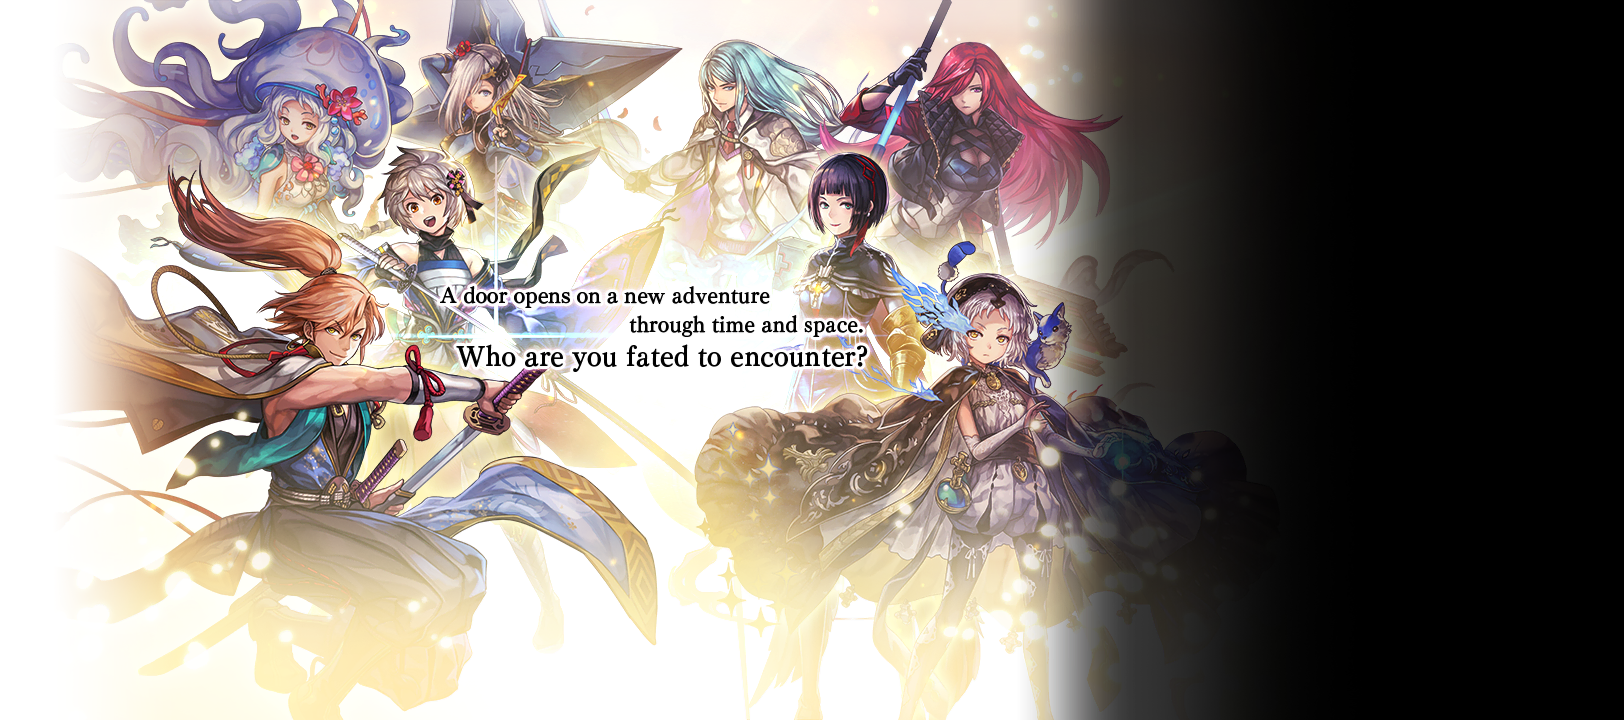 A door opens on a new adventure
through time and space.
Who are you fated to encounter?